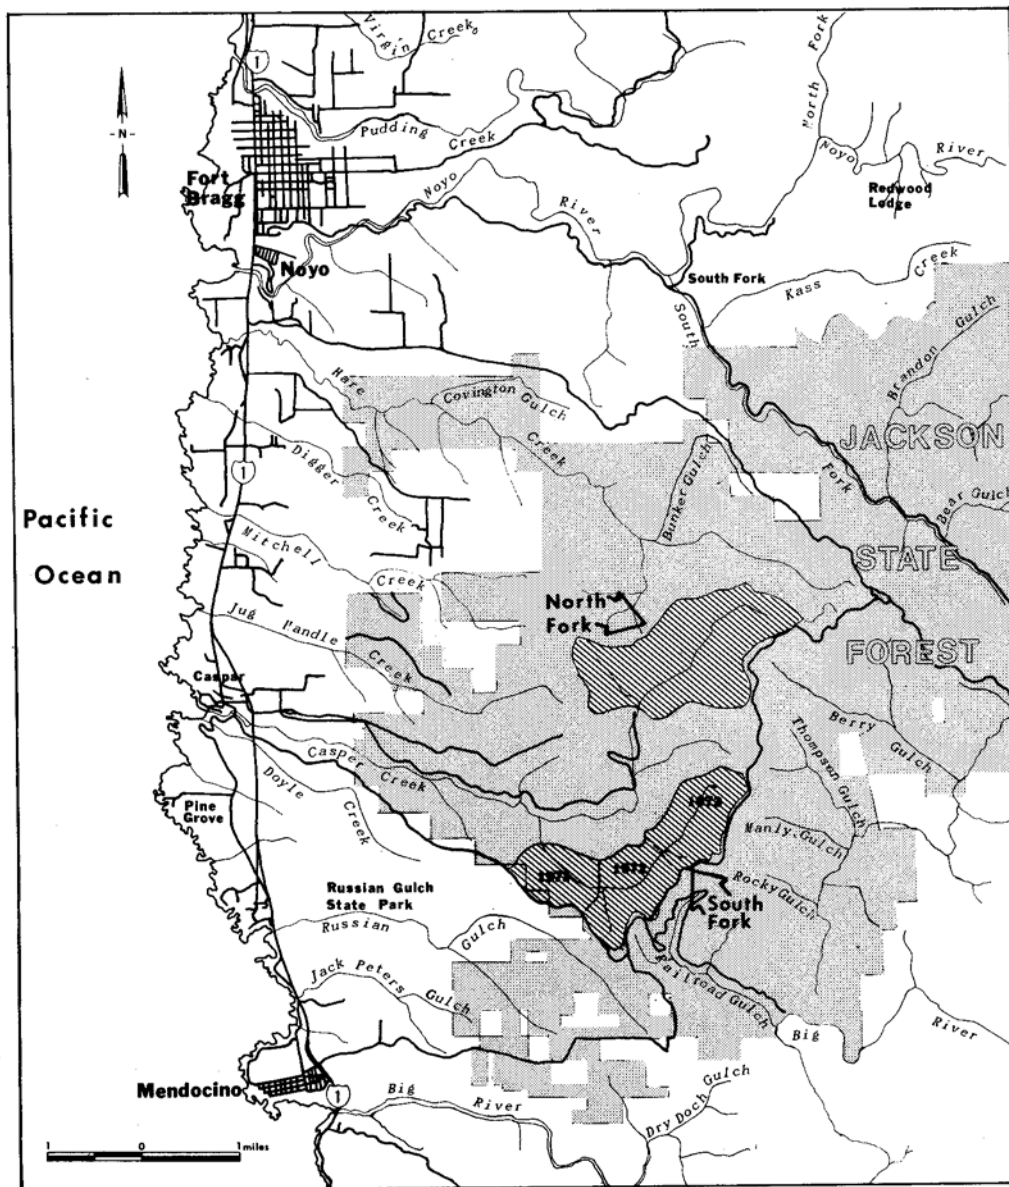 Virgin Creek
1
North Fork
N
Pudding
Creek
Noyo
River
Fort
Bragg
Noyo
River
Redwood
Lodge
Noyo
South Fork
Kass
Creek
South
Fork
Brandon Gulch
Hare
Creek
Covington Gulch
JACKSON
Digger
Creek
1
Bunker Gulch
Bear Gulch
Pacific
Ocean
Mitchell
Creek
STATE
North
Fork
Jug Handle
Creek
FOREST
Caspar
Berry
Gulch
Thompson Gulch
Casper
Creek
Doyle
Creek
Pine
Grove
1973
Manly Gulch
1972
Rocky Gulch
Russian Gulch
State Park
South
Fork
Russian
Gulch
Jack Peters
Gulch
Railroad Gulch
Big
River
Mendocino
1
Big
River
Dry Doch Gulch
1 0 1 miles